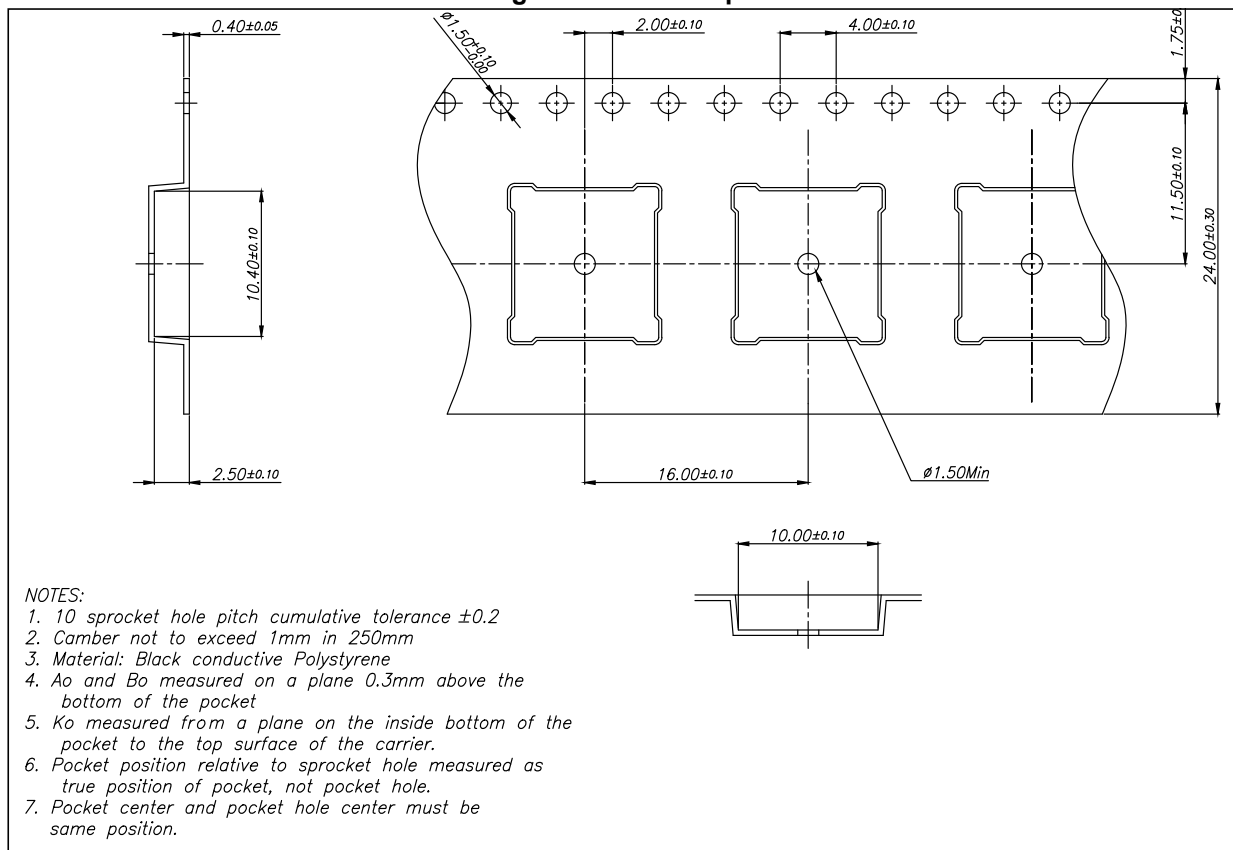 0.40±0.05
ø1.50+0.10
-0.00
2.00±0.10
4.00±0.10
1.75±0
11.50±0.10
24.00±0.30
10.40±0.10
2.50±0.10
16.00±0.10
ø1.50Min
10.00±0.10
NOTES:
1. 10 sprocket hole pitch cumulative tolerance ±0.2
2. Camber not to exceed 1mm in 250mm
3. Material: Black conductive Polystyrene
4. Ao and Bo measured on a plane 0.3mm above the
bottom of the pocket
5. Ko measured from a plane on the inside bottom of the
pocket to the top surface of the carrier.
6. Pocket position relative to sprocket hole measured as
true position of pocket, not pocket hole.
7. Pocket center and pocket hole center must be
same position.